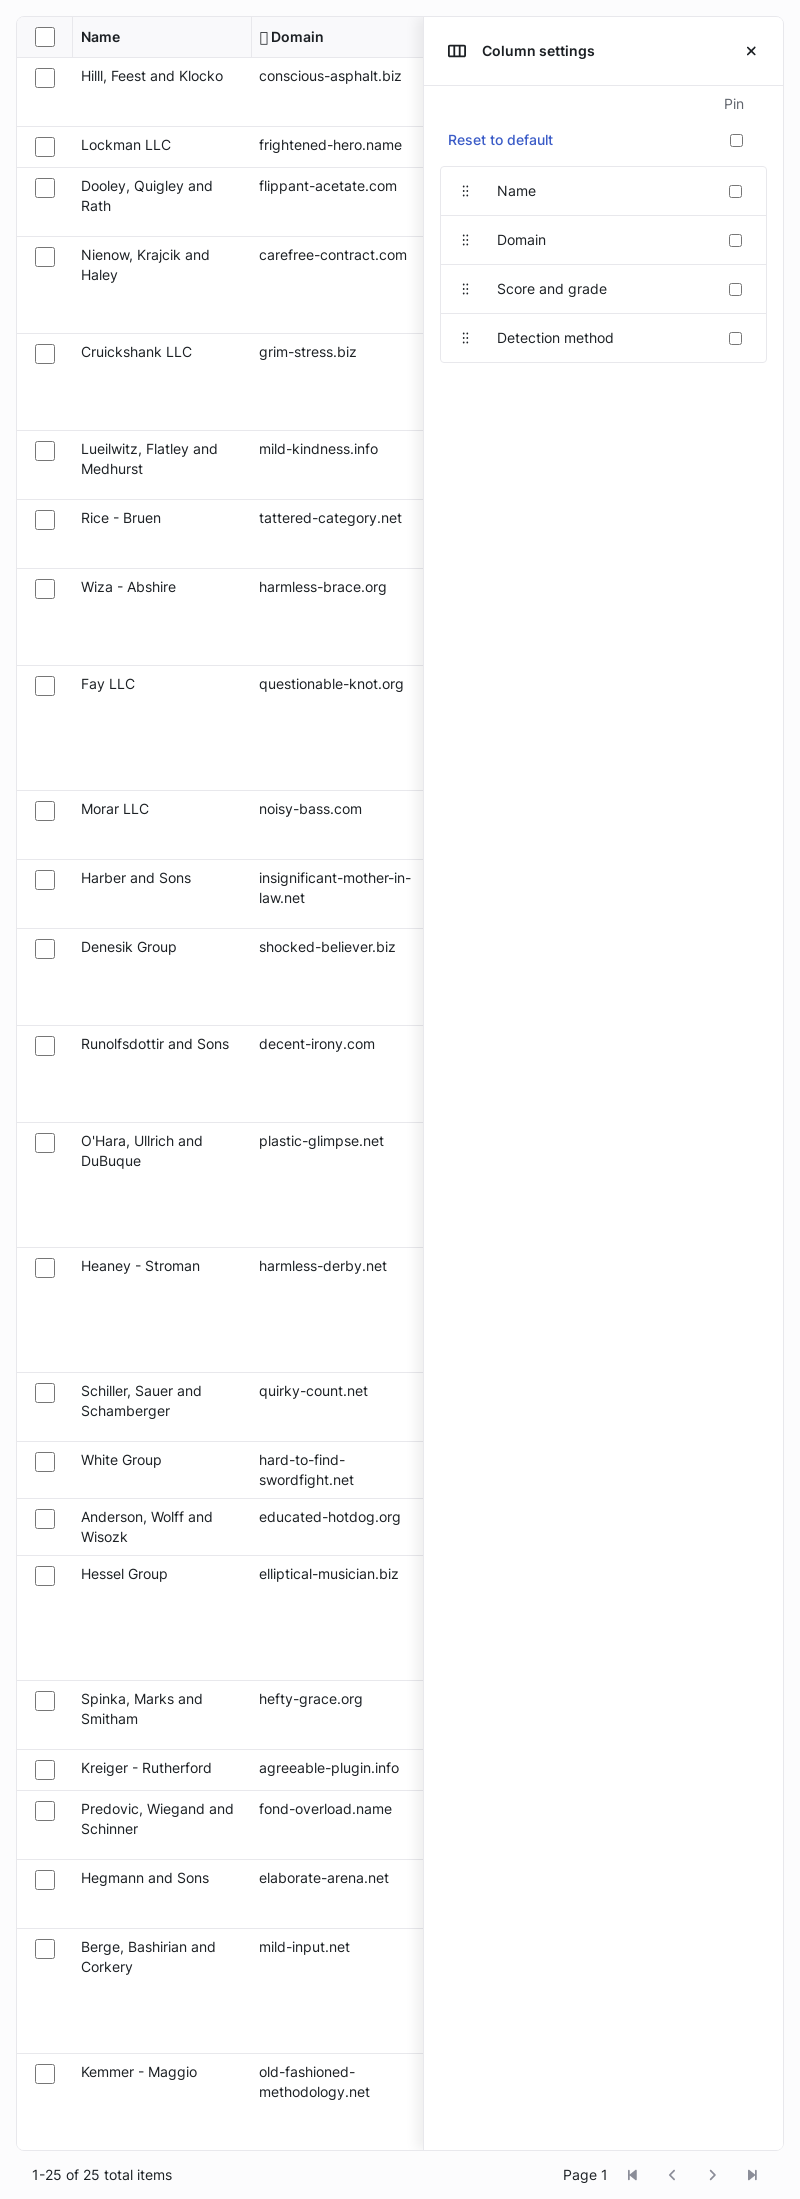 Name Domain
Hilll, Feest and Klocko conscious-asphalt.biz
Lockman LLC frightened-hero.name
Dooley, Quigley and flippant-acetate.com
Rath
Nienow, Krajcik and carefree-contract.com
Haley
Cruickshank LLC grim-stress.biz
Lueilwitz, Flatley and mild-kindness.info
Medhurst
Rice - Bruen tattered-category.net
Wiza - Abshire harmless-brace.org
Fay LLC questionable-knot.org
Morar LLC noisy-bass.com
Harber and Sons insignificant-mother-in-
law.net
Denesik Group shocked-believer.biz
Runolfsdottir and Sons decent-irony.com
O'Hara, Ullrich and plastic-glimpse.net
DuBuque
Heaney - Stroman harmless-derby.net
Schiller, Sauer and quirky-count.net
Schamberger
White Group hard-to-find-
swordfight.net
Anderson, Wolff and educated-hotdog.org
Wisozk
Hessel Group elliptical-musician.biz
Spinka, Marks and hefty-grace.org
Smitham
Kreiger - Rutherford agreeable-plugin.info
Predovic, Wiegand and fond-overload.name
Schinner
Hegmann and Sons elaborate-arena.net
Berge, Bashirian and mild-input.net
Corkery
Kemmer - Maggio old-fashioned-
methodology.net
Column settings
Pin
Reset to default
Name
Domain
Score and grade
Detection method
1-25 of 25 total items Page 1